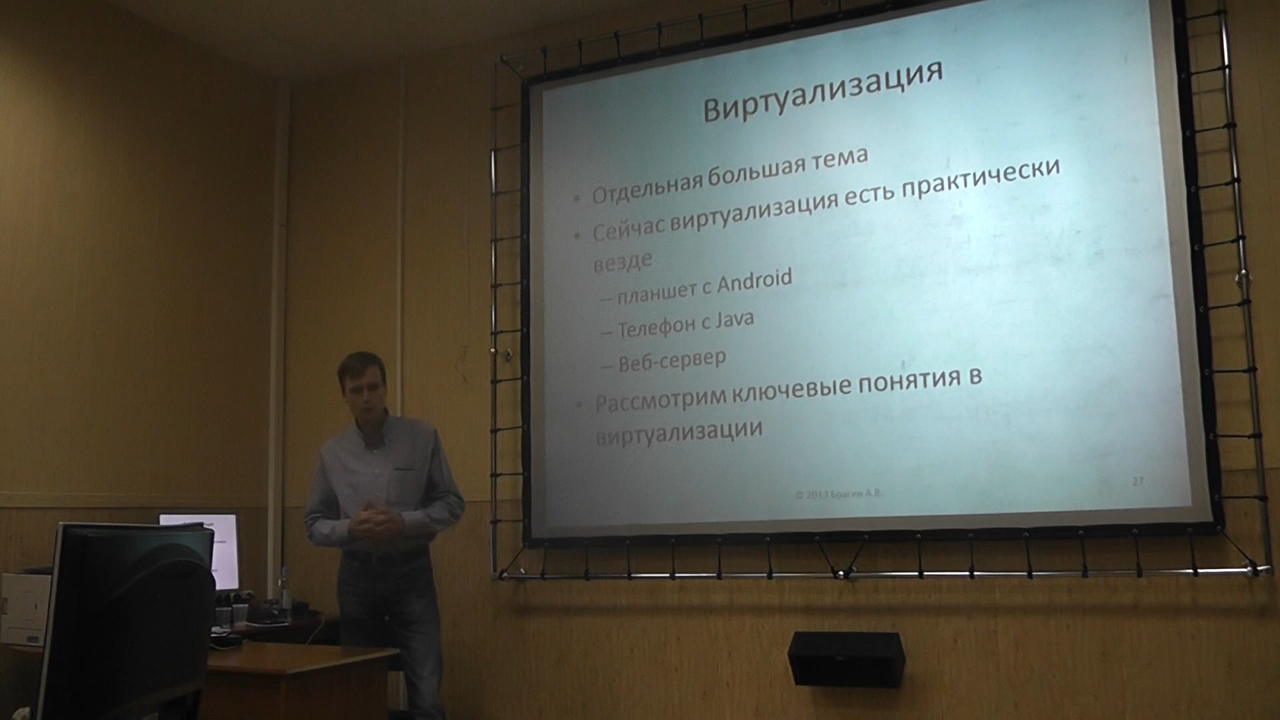 Виртуализация
• Отдельная большая тема
• Сейчас виртуализация есть практически
везде
– планшет с Android
– Телефон с Java
– Веб-сервер
• Рассмотрим ключевые понятия в
виртуализации
© 2013 Брагин А.В.
27